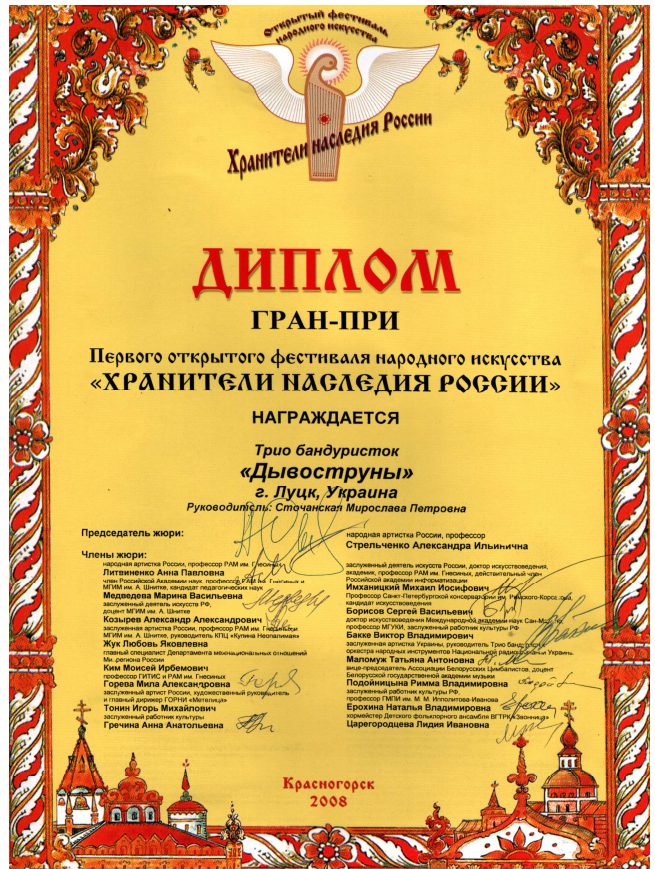 Открытый фестиваль
народного искусства
Хранители наследия России
ДИПЛОМ
ГРАН-ПРИ
Первого открытого фестиваля народного искусства
«ХРАНИТЕЛИ НАСЛЕДИЯ РОССИИ»
НАГРАЖДАЕТСЯ
Трио бандуристок
«Дывоструны»
г. Луцк, Украина
Руководитель: Сточанская Мирослава Петровна
Председатель жюри:
народная артистка России, профессор
Стрельченко Александра Ильинична
Члены жюри:
народная артистка России, профессор РАМ им. Гнесиных
Литвиненко Анна Павловна
член Российской Академии наук, профессор РАМ им. Гнесиных и
МГИМ им. А. Шнитке, кандидат педагогических наук
Медведева Марина Васильевна
заслуженный деятель искусств РФ,
доцент МГИМ им. А. Шнитке
Козырев Александр Александрович
заслуженная артистка России, профессор РАМ им. Гнесиных и
МГИМ им. А. Шнитке, руководитель КПЦ «Купина Неопалимая»
Жук Любовь Яковлевна
главный специалист Департамента межнациональных отношений
Ми. региона России
Ким Моисей Ирбемович
профессор ГИТИС и РАМ им. Гнесиных
Горева Мила Александровна
заслуженный артист России, художественный руководитель
и главный дирижер ГОРНИ «Метелица»
Тонин Игорь Михайлович
заслуженный работник культуры
Гречина Анна Анатольевна
заслуженный деятель искусств России, доктор искусствоведения,
академик, профессор РАМ им. Гнесиных, действительный член
Российской академии информатизации
Имханицкий Михаил Иосифович
Профессор Санкт-Петербургской консерватории им.
кандидат искусствоведения
Борисов Сергей Васильевич
доктор искусствоведения Международной академии наук Сан-
профессор МГУКИ, заслуженный работник культуры РФ
Бакке Виктор Владимирович
заслуженная артистка Украины, руководитель Трио
оркестра народных инструментов Национальной Украины
Маломуж Татьяна Антоновна
вице-председатель Ассоциации Белорусских Цимбалистов, доцент
Белорусской государственной академии музыки
Подойницына Римма Владимировна
заслуженный работник культуры РФ,
профессор ГМПИ им. М. М. Ипполитова-Иванова
Ерохина Наталья Владимировна
хормейстер Детского фольклорного ансамбля ВГТРК «Звонница»
Царегородцева Лидия Ивановна
Красногорск
2008